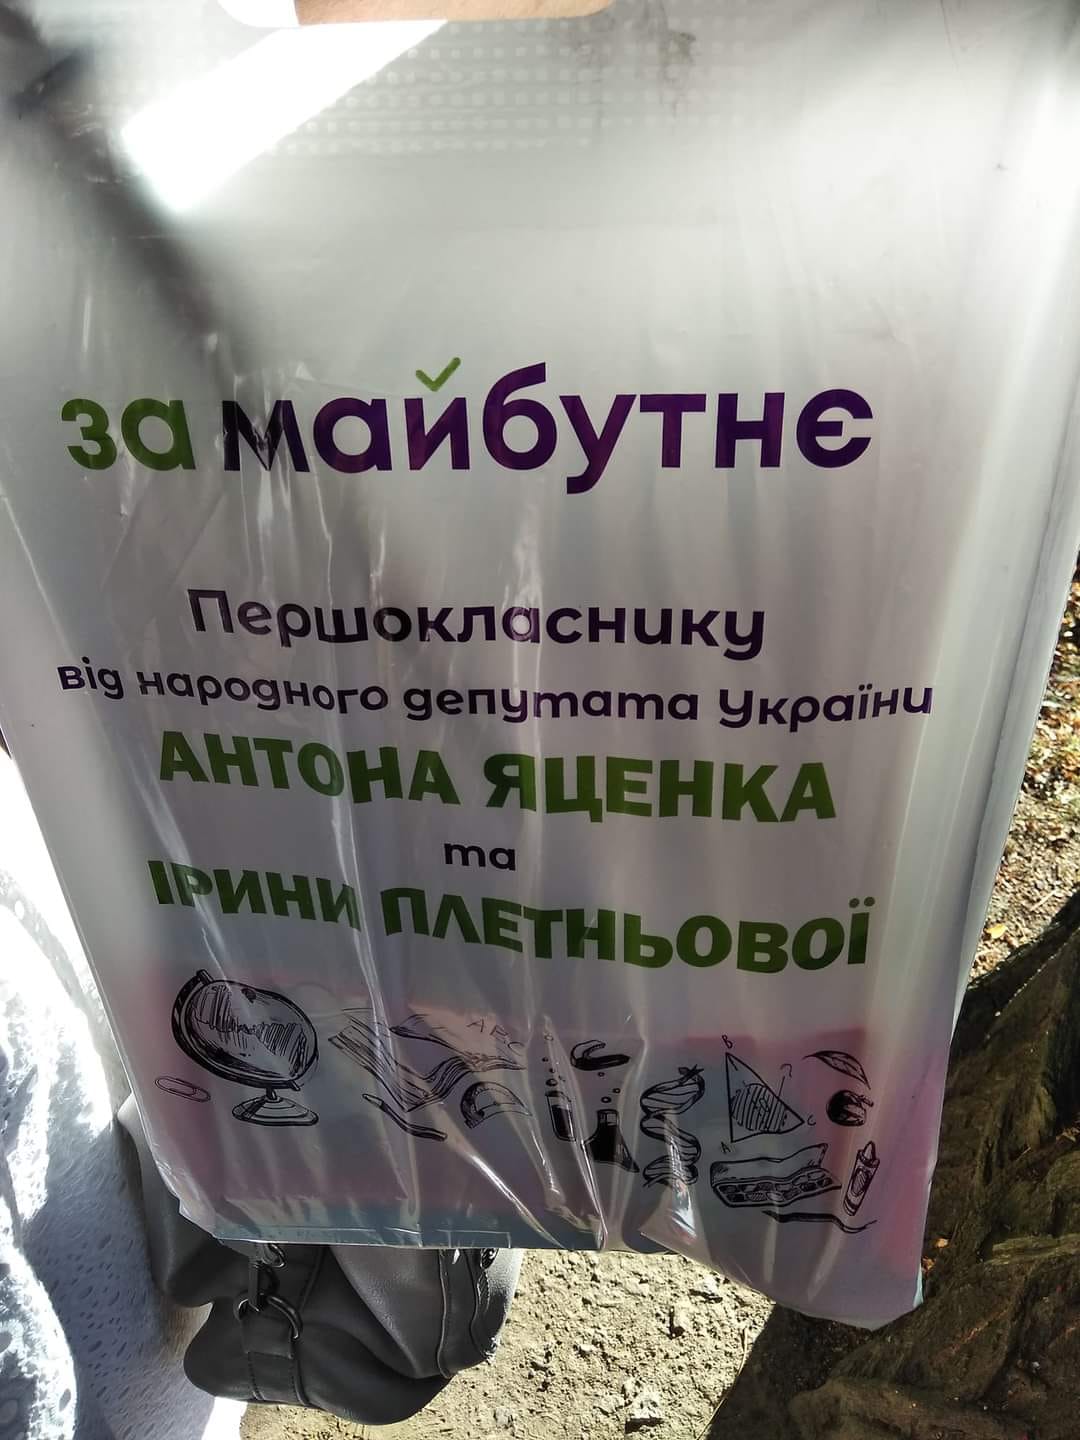 за майбутнє
Першокласнику
від народного депутата України
АНТОНА ЯЦЕНКА
та
ІРИНИ ПЛЕТНЬОВОЇ
A B C
B
?
A
C